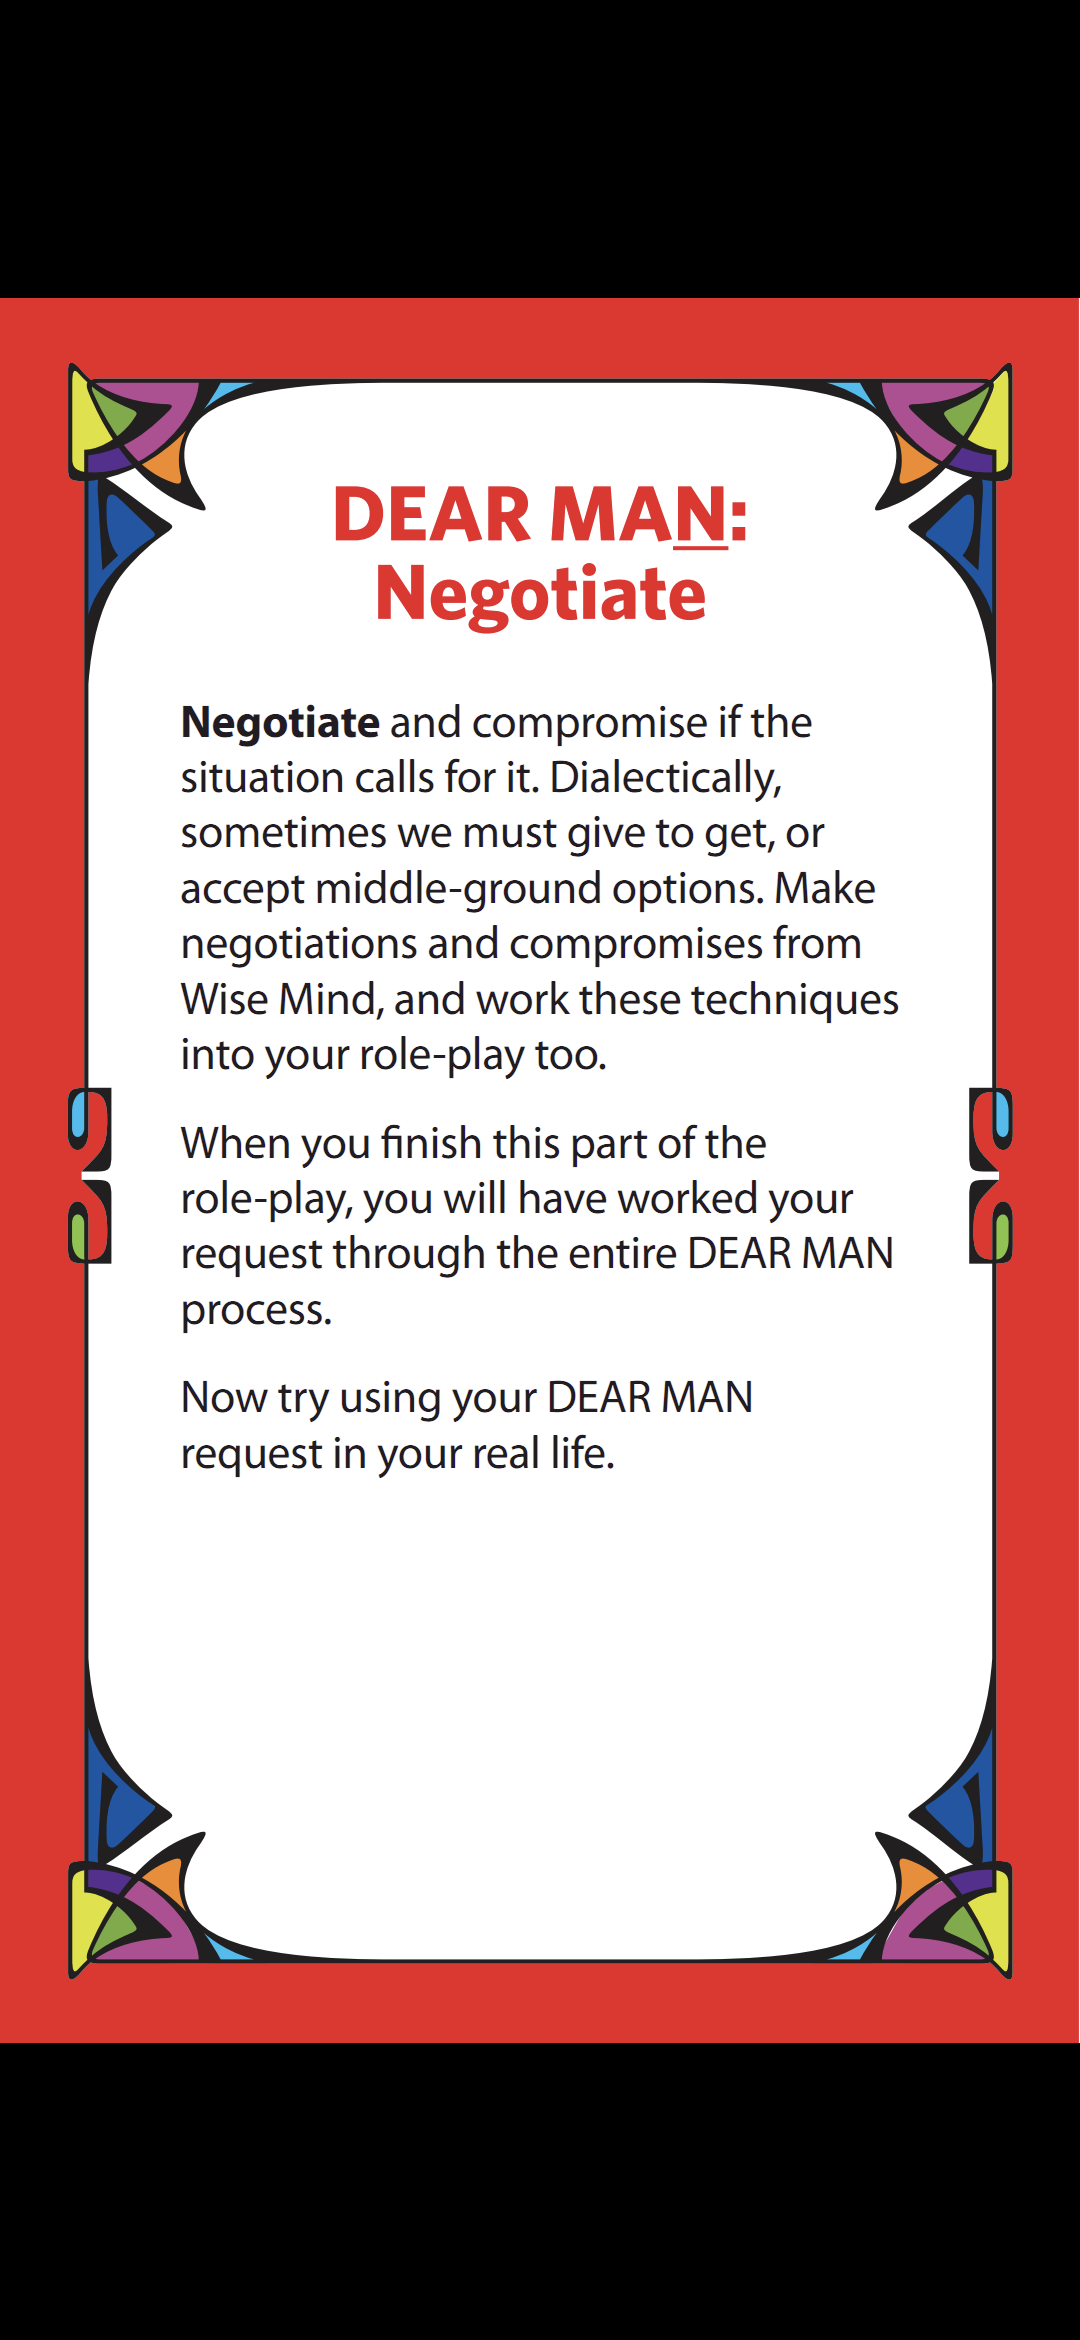 DEAR MAN:
Negotiate
Negotiate and compromise if the
situation calls for it. Dialectically,
sometimes we must give to get, or
accept middle-ground options. Make
negotiations and compromises from
Wise Mind, and work these techniques
into your role-play too.
When you finish this part of the
role-play, you will have worked your
request through the entire DEAR MAN
process.
Now try using your DEAR MAN
request in your real life.